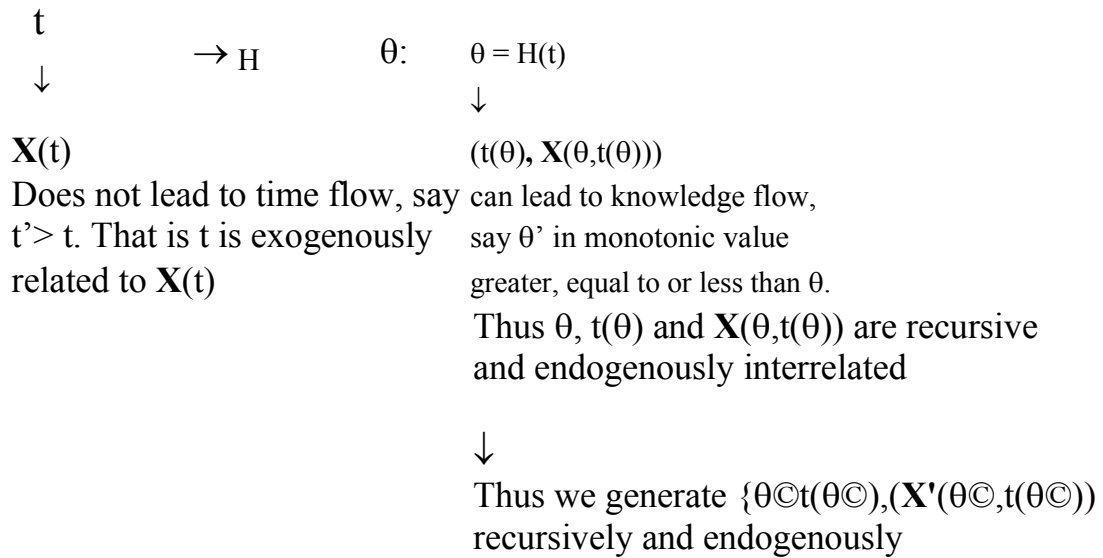 t
→ H θ: θ = H(t)
↓
↓
X(t) (t(θ), X(θ,t(θ)))
Does not lead to time flow, say can lead to knowledge flow,
t’> t. That is t is exogenously say θ’ in monotonic value
related to X(t) greater, equal to or less than θ.
Thus θ, t(θ) and X(θ,t(θ)) are recursive
and endogenously interrelated
↓
Thus we generate {θ©t(θ©),(X'(θ©,t(θ©))
recursively and endogenously